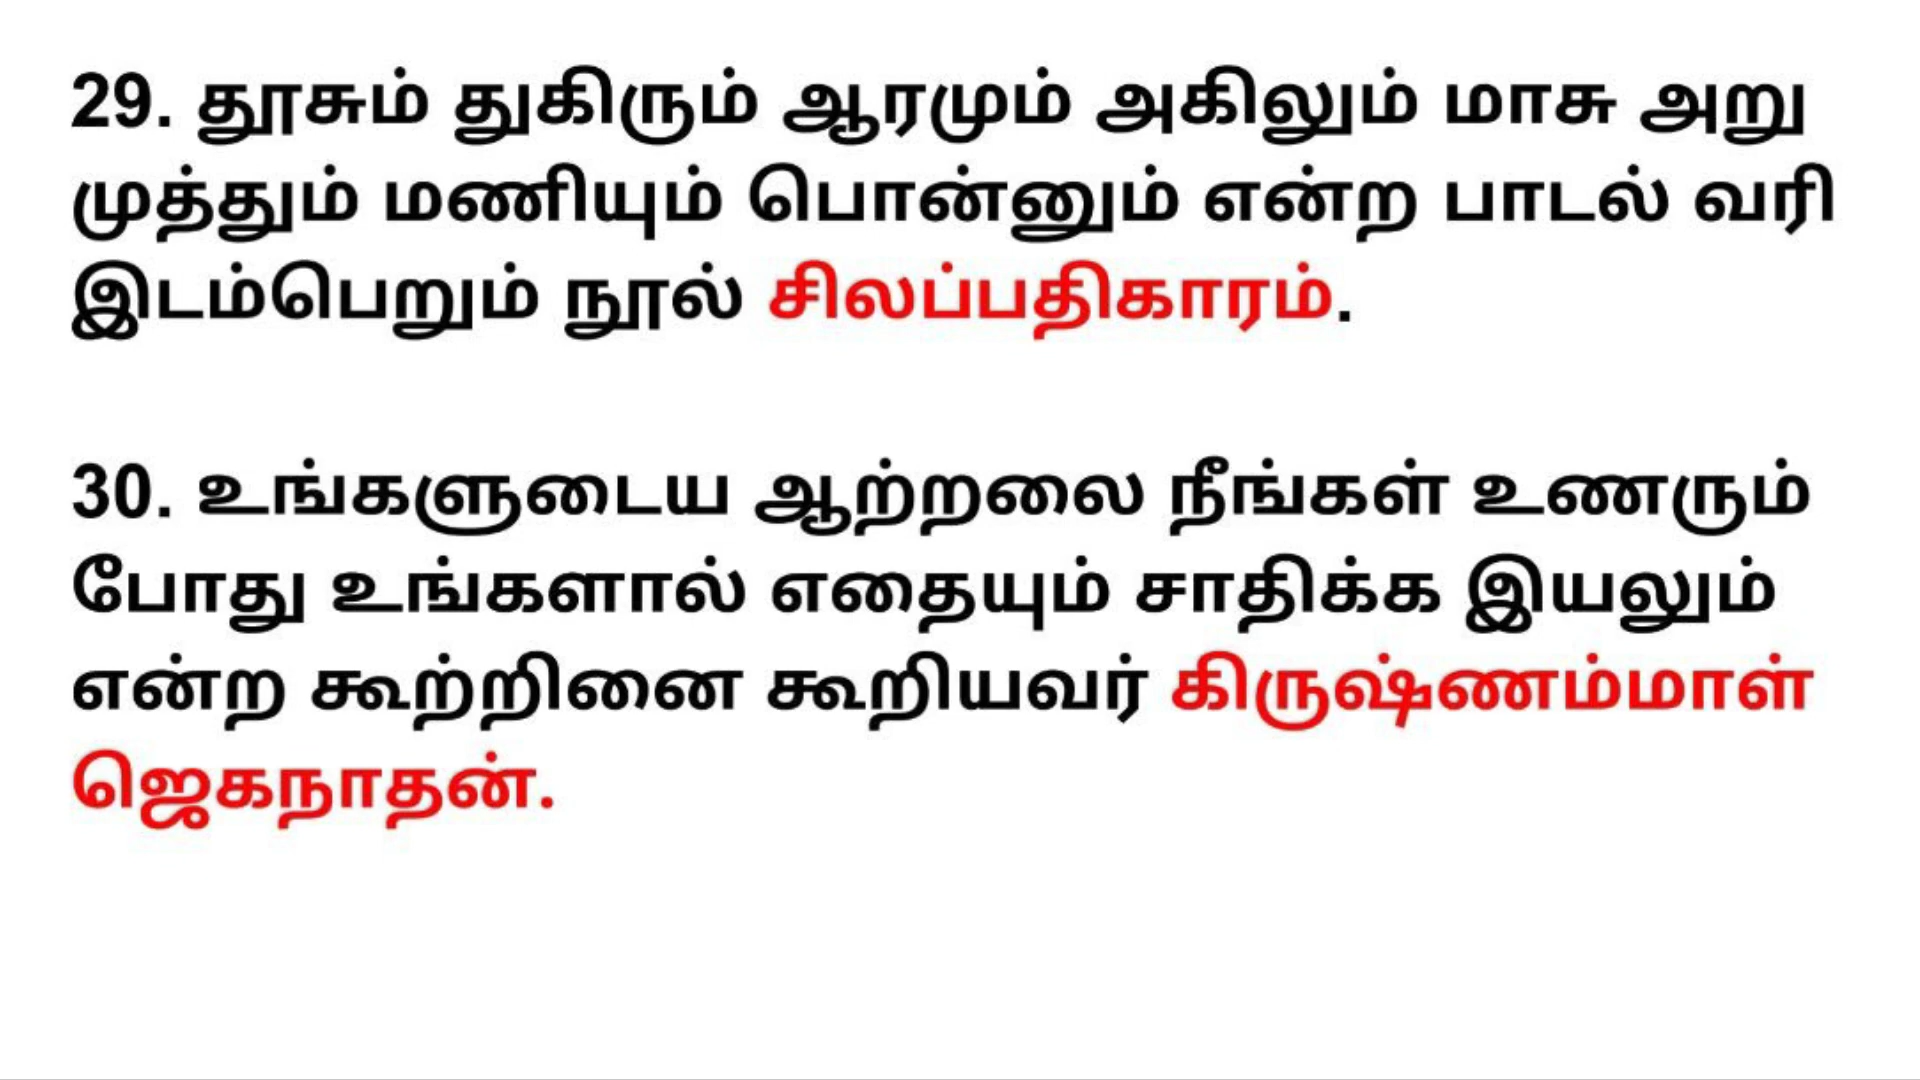 29. தூசும் துகிரும் ஆரமும் அகிலும் மாசு அறு
முத்தும் மணியும் பொன்னும் என்ற பாடல் வரி
இடம்பெறும் நூல் சிலப்பதிகாரம்.
30. உங்களுடைய ஆற்றலை நீங்கள் உணரும்
போது உங்களால் எதையும் சாதிக்க இயலும்
என்ற கூற்றினை கூறியவர் கிருஷ்ணம்மாள்
ஜெகநாதன்.